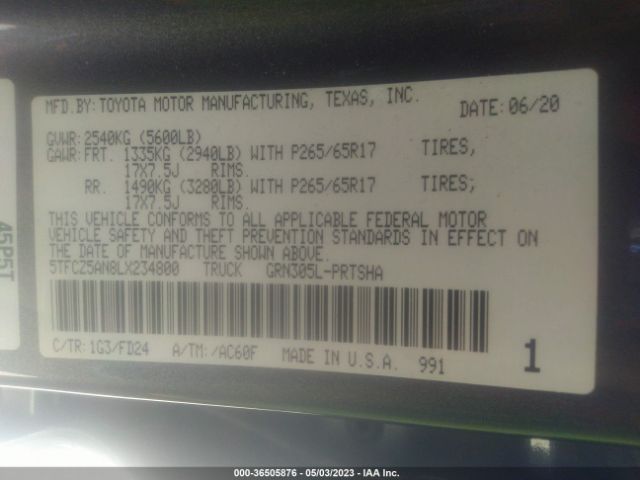 MFD.BY:TOYOTA MOTOR MANUFACTURING, TEXAS, INC.
DATE:06/20
GVWR:2540KG (5600LB)
GAWR:FRT. 1335KG (2940LB) WITH P265/65R17 TIRES,
17X7.5J RIMS.
RR. 1490KG (3280LB) WITH P265/65R17 TIRES;
17X7.5J RIMS.
THIS VEHICLE CONFORMS TO ALL APPLICABLE FEDERAL MOTOR
VEHICLE SAFETY AND THEFT PREVENTION STANDARDS IN EFFECT ON
THE DATE OF MANUFACTURE SHOWN ABOVE.
5TFCZ5AN8LX234800 TRUCK GRN305L-PRTSHA
C/TR:1G3/FD24 A/TM:/AC60F MADE IN U.S.A. 991
1
45P5T
000-36505876 - 05/03/2023 - IAA Inc.